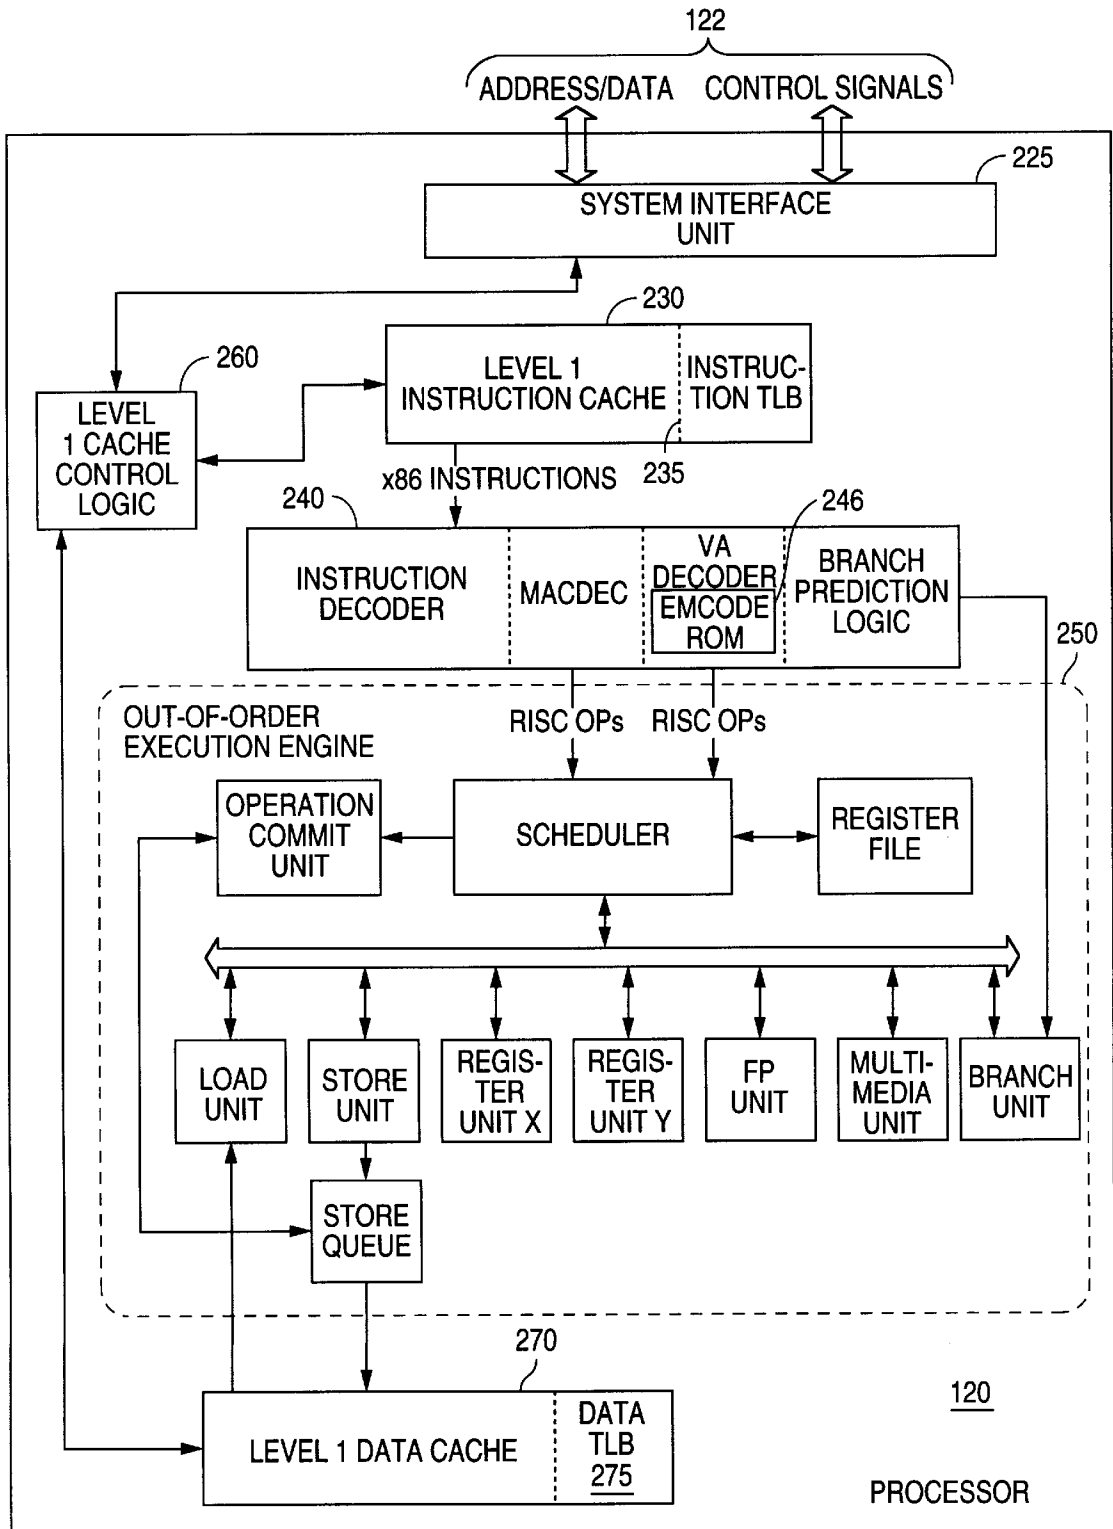 122
ADDRESS/DATA CONTROL SIGNALS
225
SYSTEM INTERFACE
UNIT
230
LEVEL 1
INSTRUCTION CACHE
INSTRUC-
TION TLB
235
260
LEVEL
1 CACHE
CONTROL
LOGIC
x86 INSTRUCTIONS
240
246
INSTRUCTION
DECODER
MACDEC
VA
DECODER
EMCODE
ROM
BRANCH
PREDICTION
LOGIC
250
OUT-OF-ORDER
EXECUTION ENGINE
RISC OPs
RISC OPs
OPERATION
COMMIT
UNIT
SCHEDULER
REGISTER
FILE
LOAD
UNIT
STORE
UNIT
REGIS-
TER
UNIT X
REGIS-
TER
UNIT Y
FP
UNIT
MULTI-
MEDIA
UNIT
BRANCH
UNIT
STORE
QUEUE
270
LEVEL 1 DATA CACHE
DATA
TLB
275
120
PROCESSOR